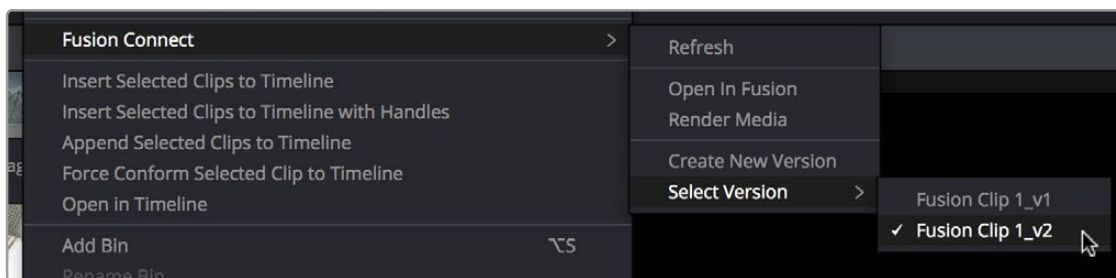 Fusion Connect >
Insert Selected Clips to Timeline
Insert Selected Clips to Timeline with Handles
Append Selected Clips to Timeline
Force Conform Selected Clip to Timeline
Open in Timeline
Add Bin ⌥S
Rename Bin
Refresh
Open In Fusion
Render Media
Create New Version
Select Version >
Fusion Clip 1_v1
✓ Fusion Clip 1_v2